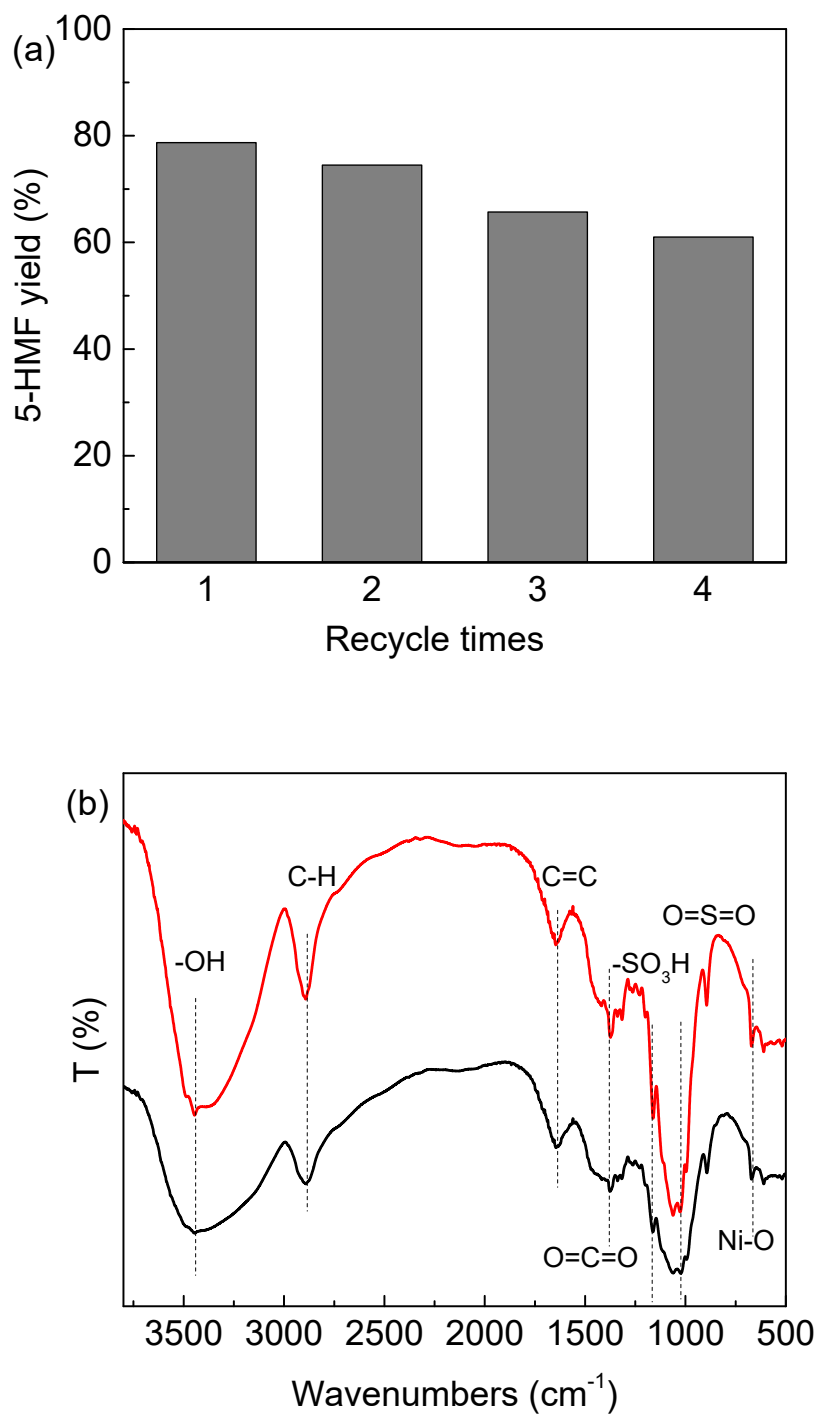 (a)
100
80
60
40
20
0
5-HMF yield (%)
1 2 3 4
Recycle times
(b)
C-H
C=C
O=S=O
-OH
-SO₃H
T (%)
O=C=O
Ni-O
3500 3000 2500 2000 1500 1000 500
Wavenumbers (cm⁻¹)